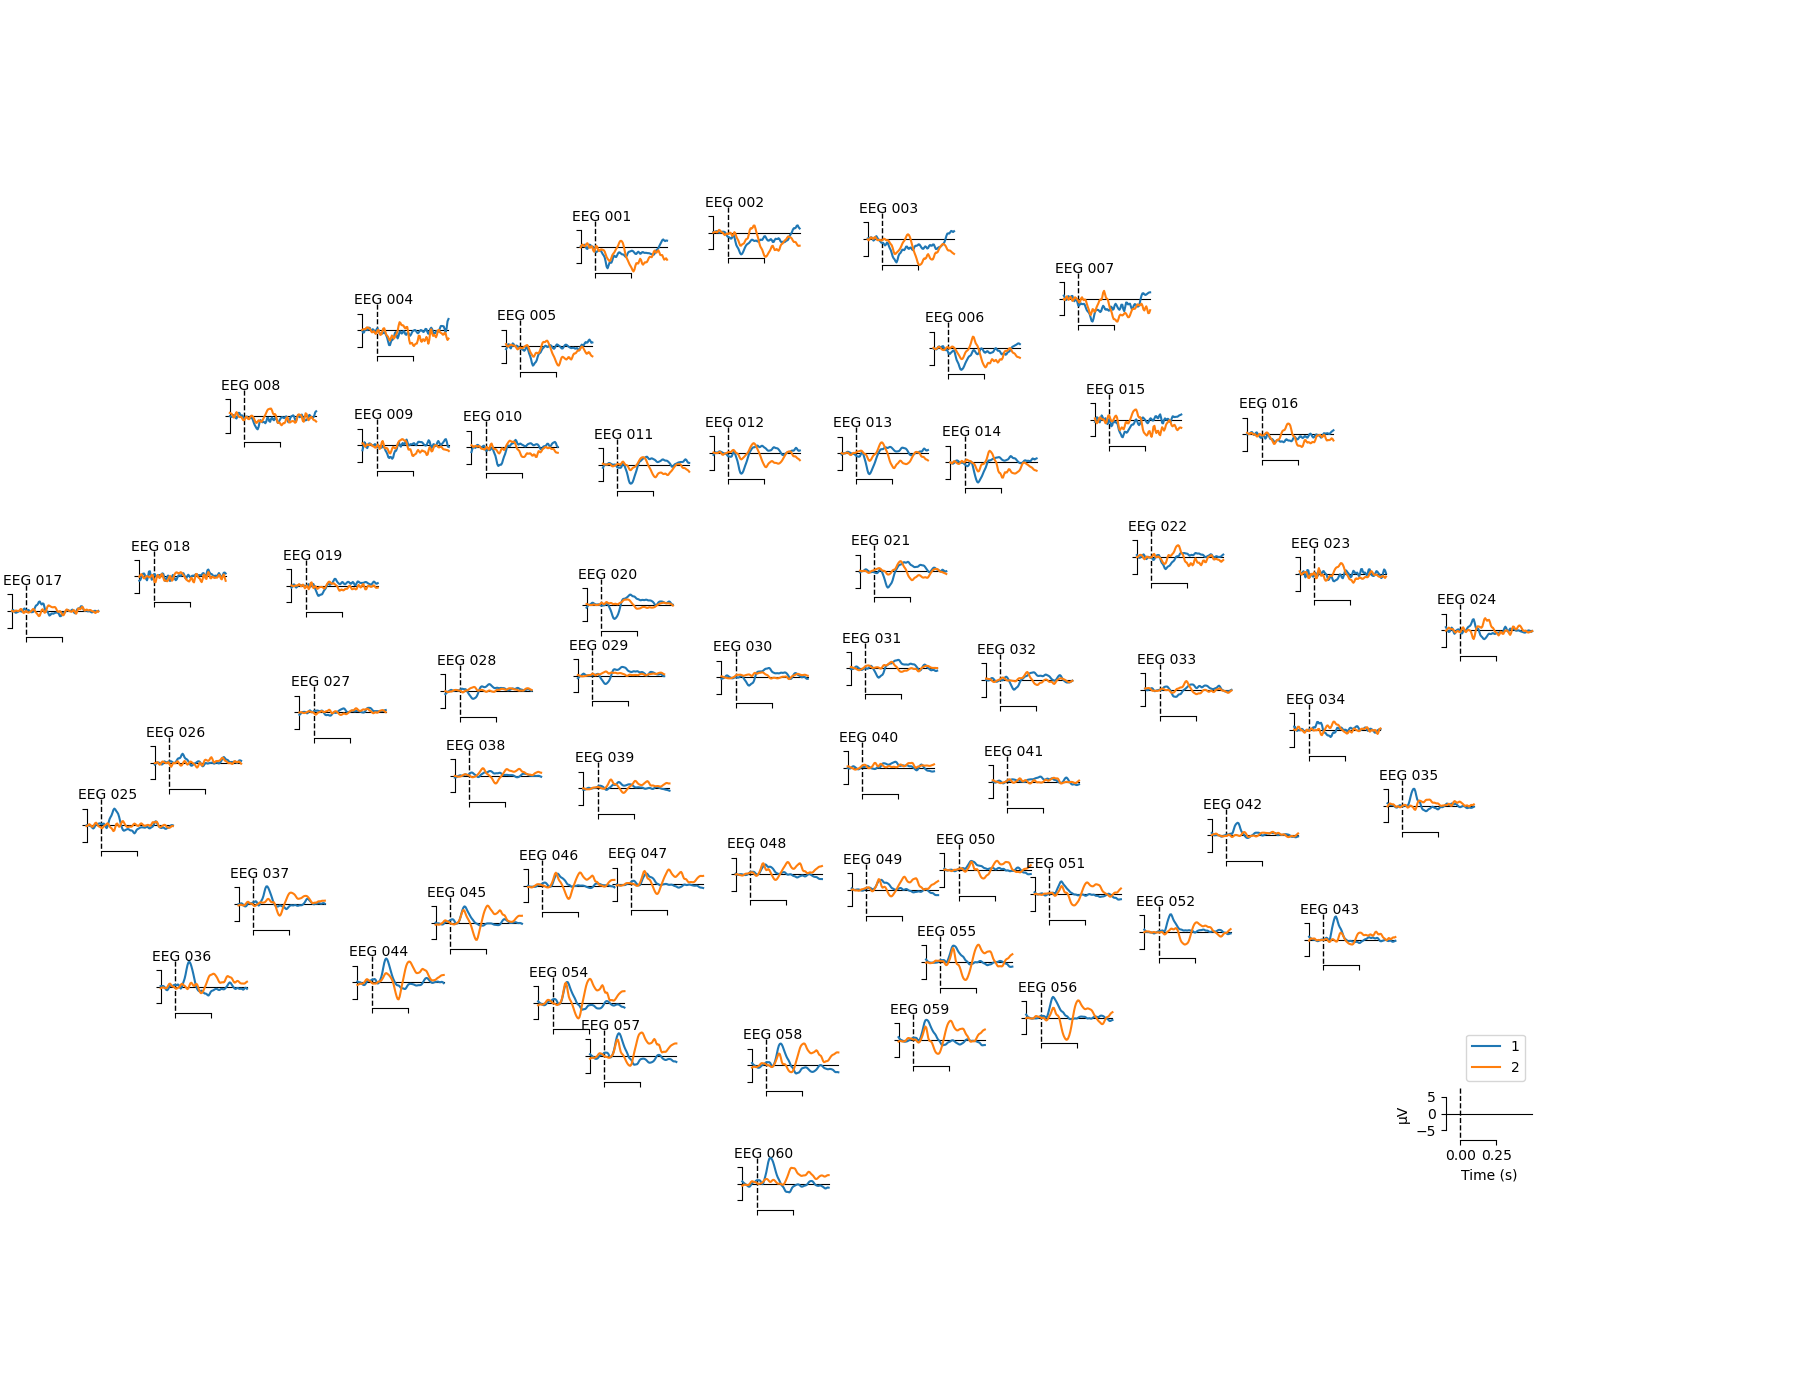 EEG 001
EEG 002
EEG 003
EEG 004
EEG 005
EEG 006
EEG 007
EEG 008
EEG 009
EEG 010
EEG 011
EEG 012
EEG 013
EEG 014
EEG 015
EEG 016
EEG 017
EEG 018
EEG 019
EEG 020
EEG 021
EEG 022
EEG 023
EEG 024
EEG 025
EEG 026
EEG 027
EEG 028
EEG 029
EEG 030
EEG 031
EEG 032
EEG 033
EEG 034
EEG 035
EEG 036
EEG 037
EEG 038
EEG 039
EEG 040
EEG 041
EEG 042
EEG 043
EEG 044
EEG 045
EEG 046
EEG 047
EEG 048
EEG 049
EEG 050
EEG 051
EEG 052
EEG 054
EEG 055
EEG 056
EEG 057
EEG 058
EEG 059
EEG 060
1
2
µV
5
0
−5
0.00 0.25
Time (s)